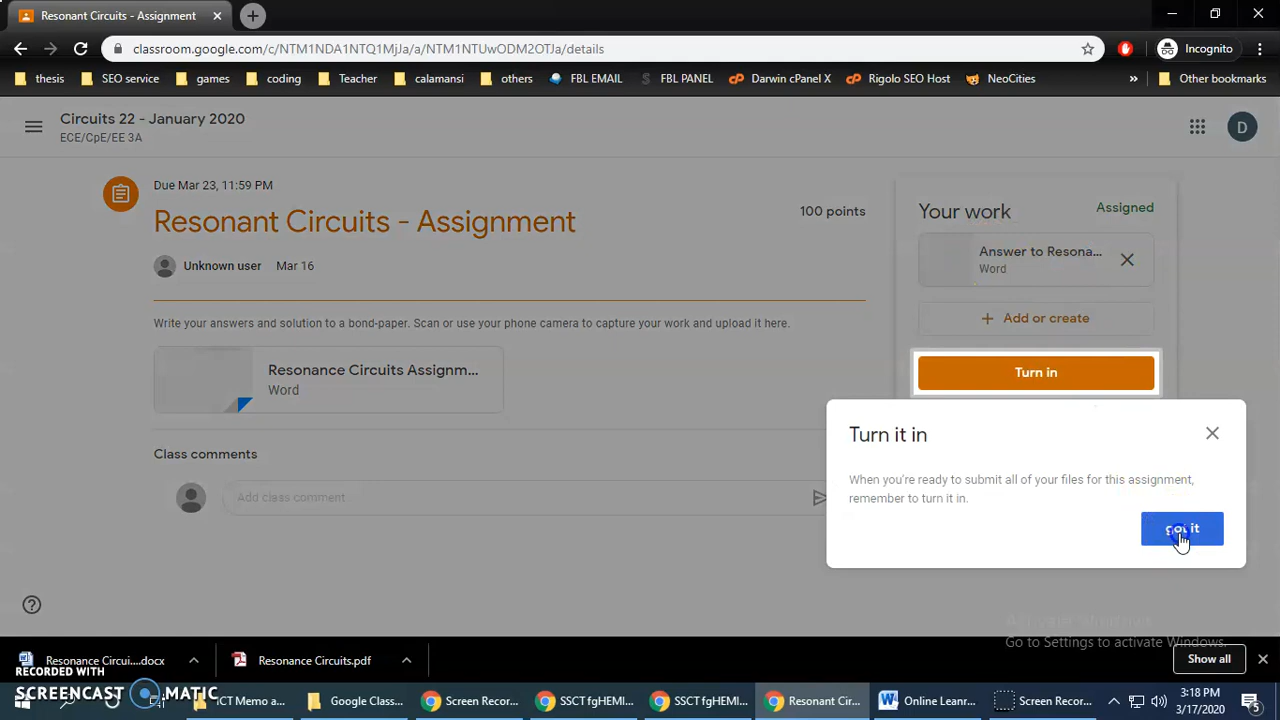 Resonant Circuits - Assignment
classroom.google.com/c/NTM1NDA1NTQ1MjJa/a/NTM1NTUwODM2OTJa/details
Incognito
thesis
SEO service
games
coding
Teacher
calamansi
others
FBL EMAIL
FBL PANEL
Darwin cPanel X
Rigolo SEO Host
NeoCities
Other bookmarks
Circuits 22 - January 2020
ECE/CpE/EE 3A
D
Due Mar 23, 11:59 PM
Resonant Circuits - Assignment
100 points
Unknown user Mar 16
Write your answers and solution to a bond-paper. Scan or use your phone camera to capture your work and upload it here.
Resonance Circuits Assignm...
Word
Class comments
Add class comment
Your work
Assigned
Answer to Resona...
Word
Add or create
Turn in
Turn it in
When you're ready to submit all of your files for this assignment,
remember to turn it in.
got it
Activate Windows
Go to Settings to activate Windows.
Resonance Circui....docx
Resonance Circuits.pdf
Show all
RECORDED WITH
SCREENCAST MATIC
ICT Memo a...
Google Class...
Screen Recor...
SSCT fgHEMI...
SSCT fgHEMI...
Resonant Cir...
Online Learn...
Screen Recor...
3:18 PM
3/17/2020
5